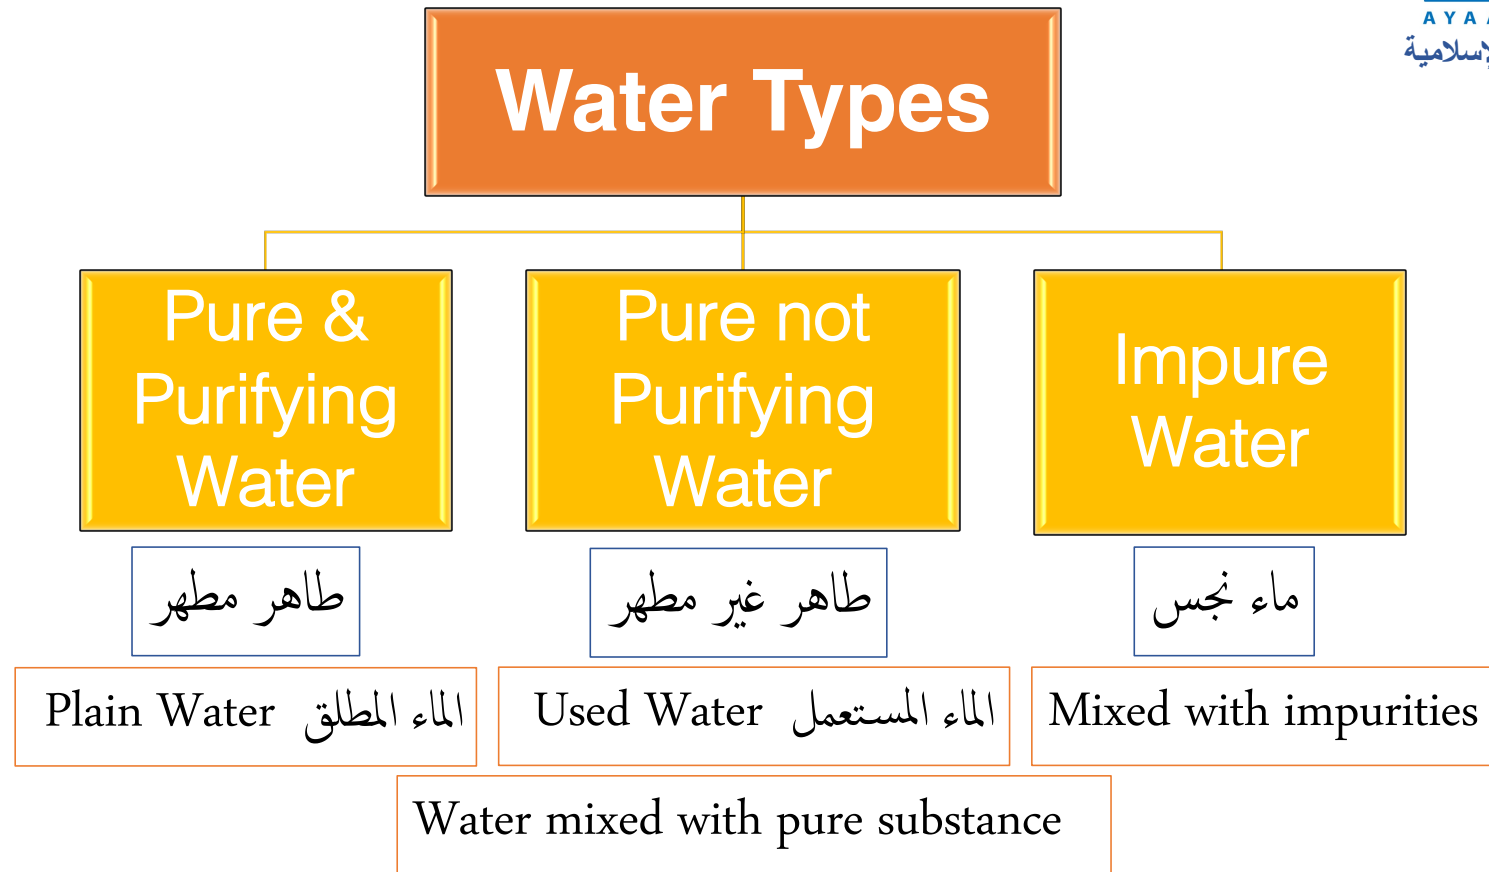 AYA
Water Types
Pure &
Purifying
Water
Pure not
Purifying
Water
Impure
Water
طاهر مطهر
طاهر غير مطهر
ماء نجس
Plain Water الماء المطلق
Used Water الماء المستعمل
Mixed with impurities
Water mixed with pure substance